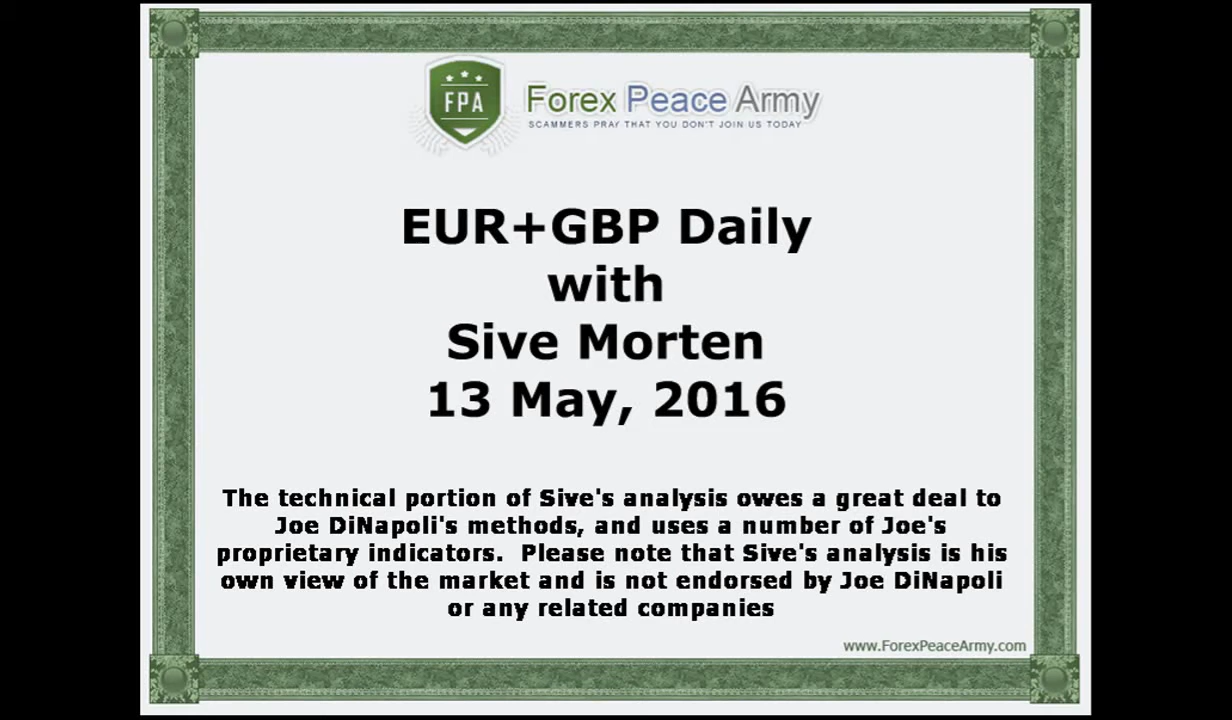 FPA
Forex Peace Army
SCAMMERS PRAY THAT YOU DON'T JOIN US TODAY
EUR+GBP Daily
with
Sive Morten
13 May, 2016
The technical portion of Sive's analysis owes a great deal to
Joe DiNapoli's methods, and uses a number of Joe's
proprietary indicators.  Please note that Sive's analysis is his
own view of the market and is not endorsed by Joe DiNapoli
or any related companies
www.ForexPeaceArmy.com